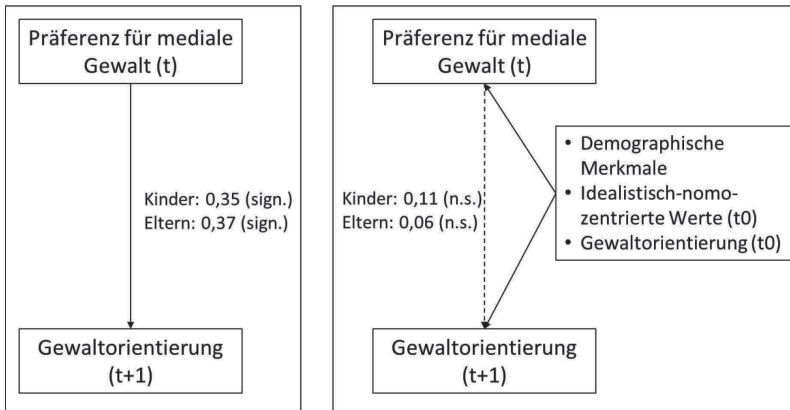 Präferenz für mediale
Gewalt (t)
Kinder: 0,35 (sign.)
Eltern: 0,37 (sign.)
Gewaltorientierung
(t+1)
Präferenz für mediale
Gewalt (t)
Kinder: 0,11 (n.s.)
Eltern: 0,06 (n.s.)
• Demographische
Merkmale
• Idealistisch-nomo-
zentrierte Werte (t0)
• Gewaltorientierung (t0)
Gewaltorientierung
(t+1)